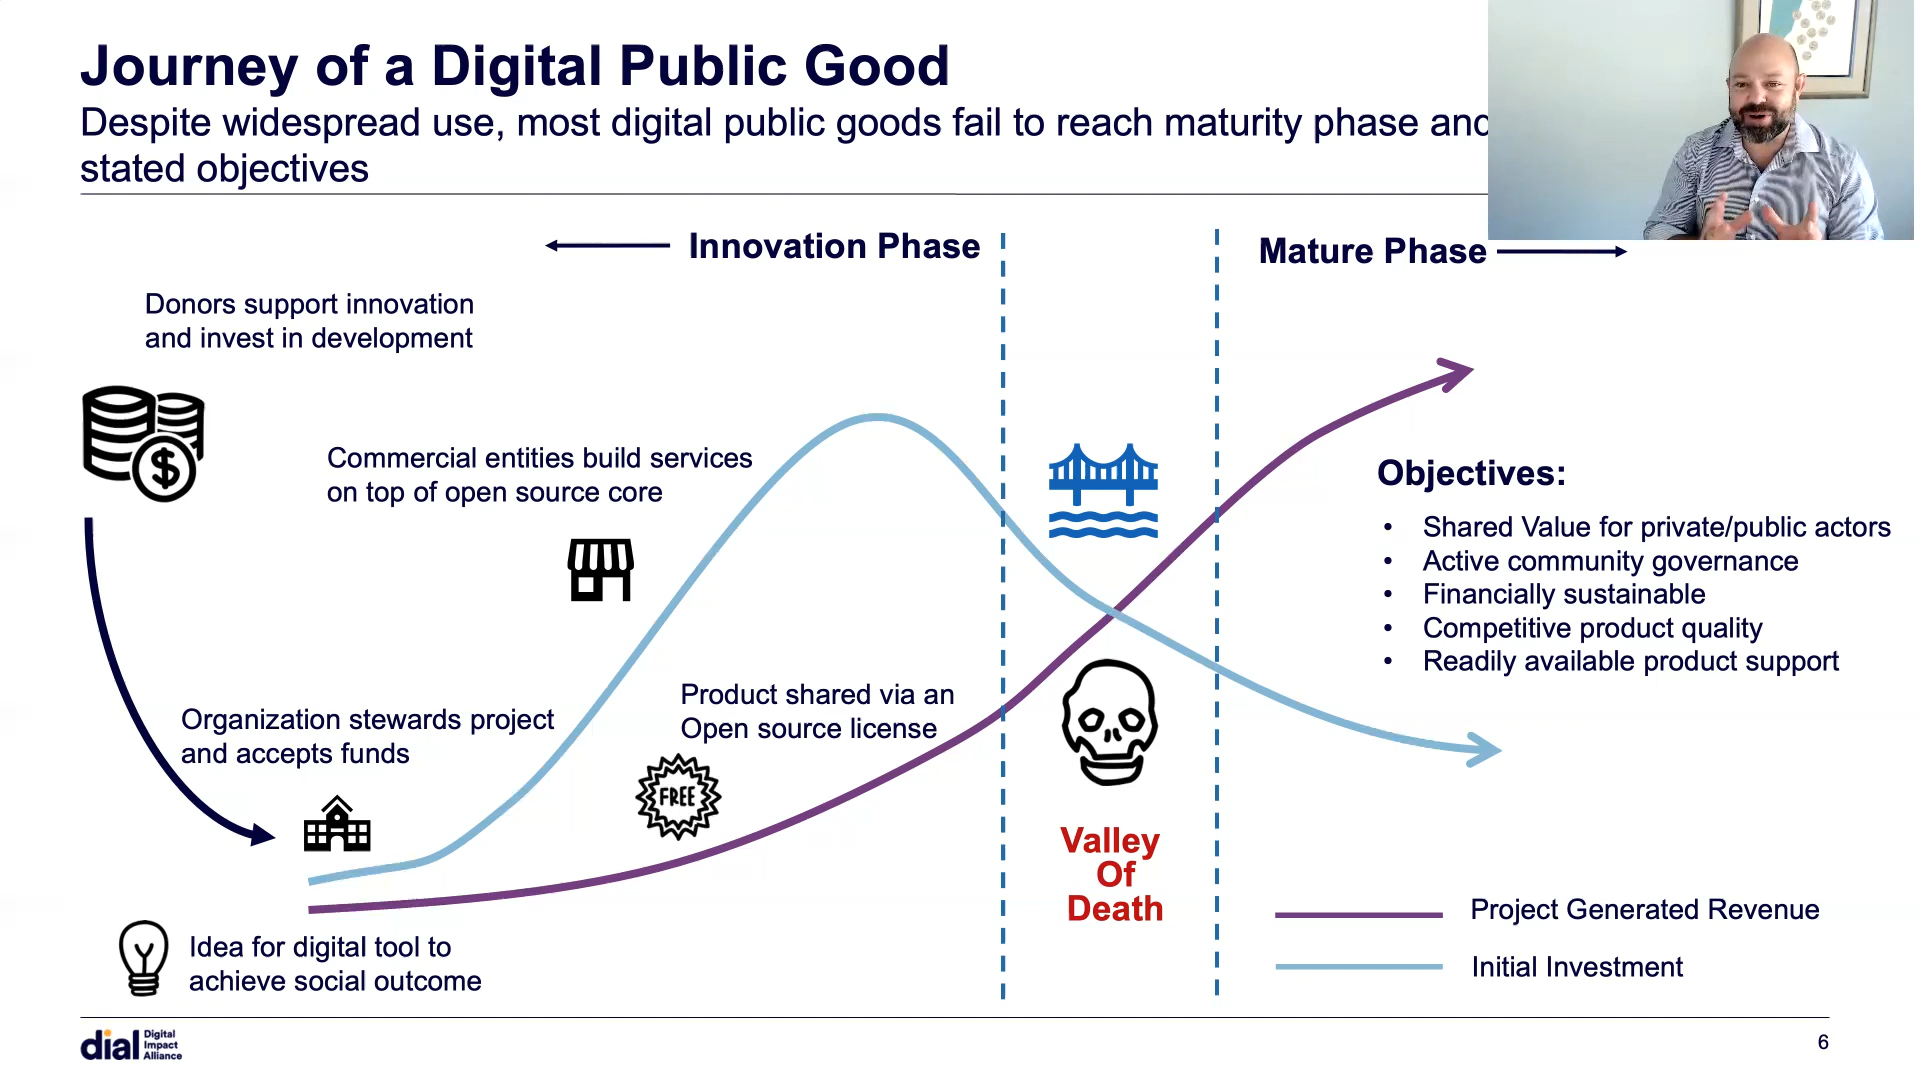 Journey of a Digital Public Good
Despite widespread use, most digital public goods fail to reach maturity phase and
stated objectives
Innovation Phase
Mature Phase
Donors support innovation
and invest in development
$
Commercial entities build services
on top of open source core
Objectives:
• Shared Value for private/public actors
• Active community governance
• Financially sustainable
• Competitive product quality
• Readily available product support
Organization stewards project
and accepts funds
Product shared via an
Open source license
FREE
Valley
Of
Death
Idea for digital tool to
achieve social outcome
Project Generated Revenue
Initial Investment
dial Digital
Impact
Alliance
6